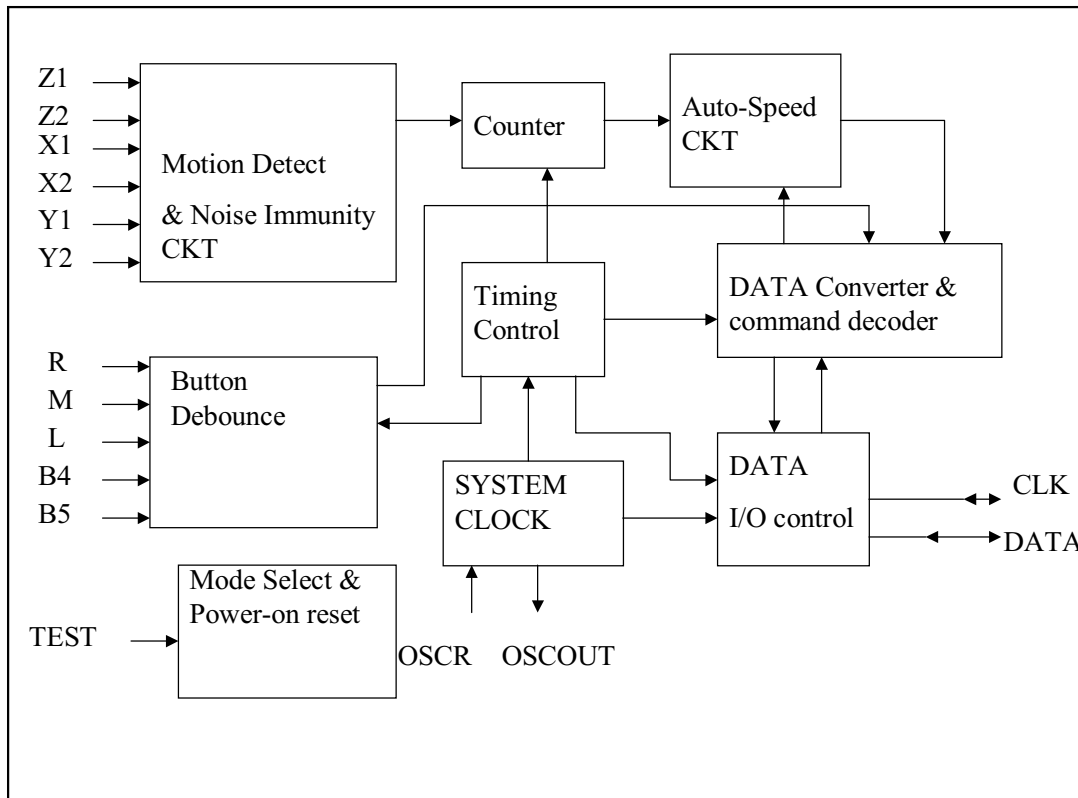 Z1
Z2
X1
X2
Y1
Y2
Motion Detect
& Noise Immunity
CKT
Counter
Auto-Speed
CKT
Timing
Control
DATA Converter &
command decoder
R
M
L
B4
B5
Button
Debounce
SYSTEM
CLOCK
DATA
I/O control
CLK
DATA
Mode Select &
Power-on reset
TEST
OSCR
OSCOUT